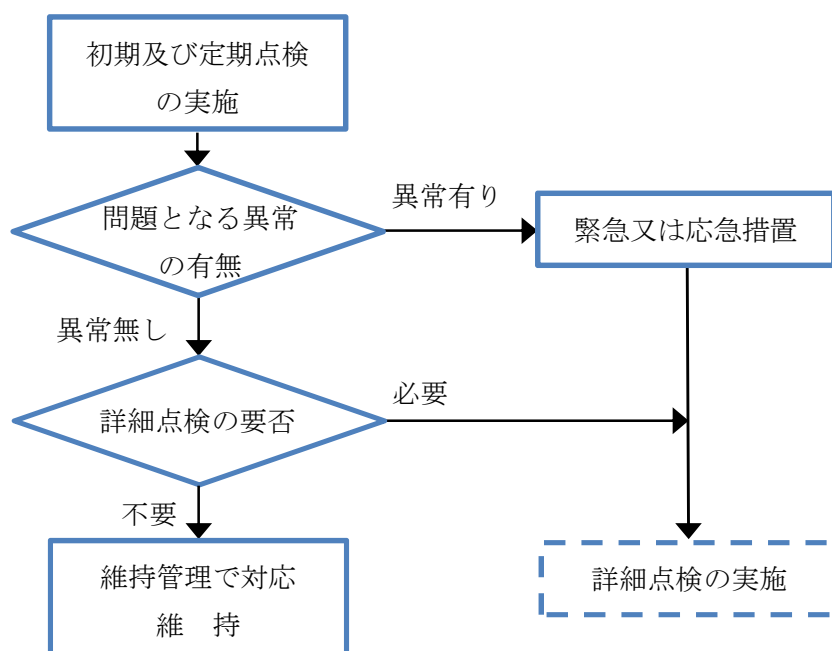 初期及び定期点検
の実施
問題となる異常
の有無
異常有り
緊急又は応急措置
異常無し
詳細点検の要否
必要
不要
維持管理で対応
維　持
詳細点検の実施